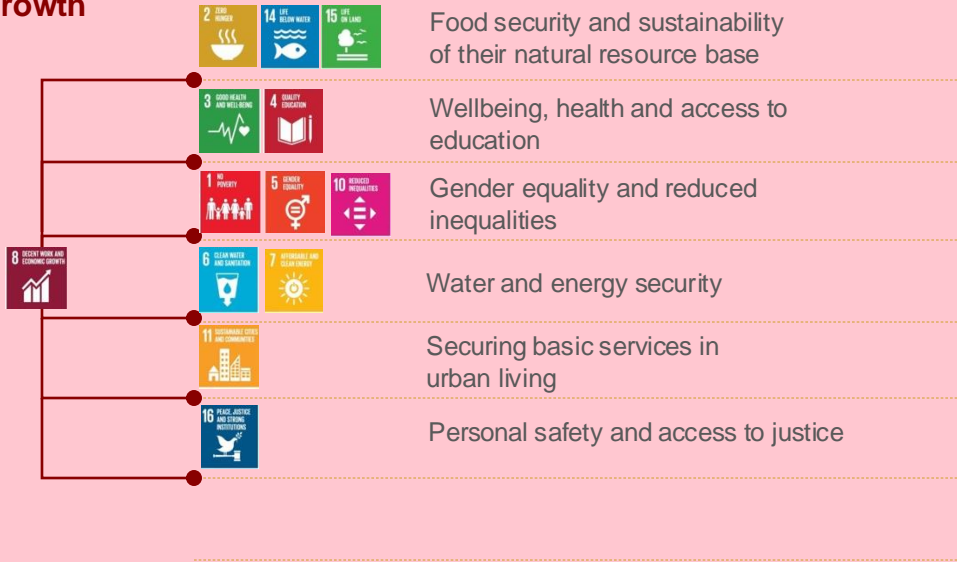 rowth
2 ZERO
HUNGER
14 LIFE
BELOW WATER
15 LIFE
ON LAND
Food security and sustainability
of their natural resource base
3 GOOD HEALTH
AND WELL-BEING
4 QUALITY
EDUCATION
Wellbeing, health and access to
education
1 NO
POVERTY
5 GENDER
EQUALITY
10 REDUCED
INEQUALITIES
Gender equality and reduced
inequalities
8 DECENT WORK AND
ECONOMIC GROWTH
6 CLEAN WATER
AND SANITATION
7 AFFORDABLE AND
CLEAN ENERGY
Water and energy security
11 SUSTAINABLE CITIES
AND COMMUNITIES
Securing basic services in
urban living
16 PEACE, JUSTICE
AND STRONG
INSTITUTIONS
Personal safety and access to justice